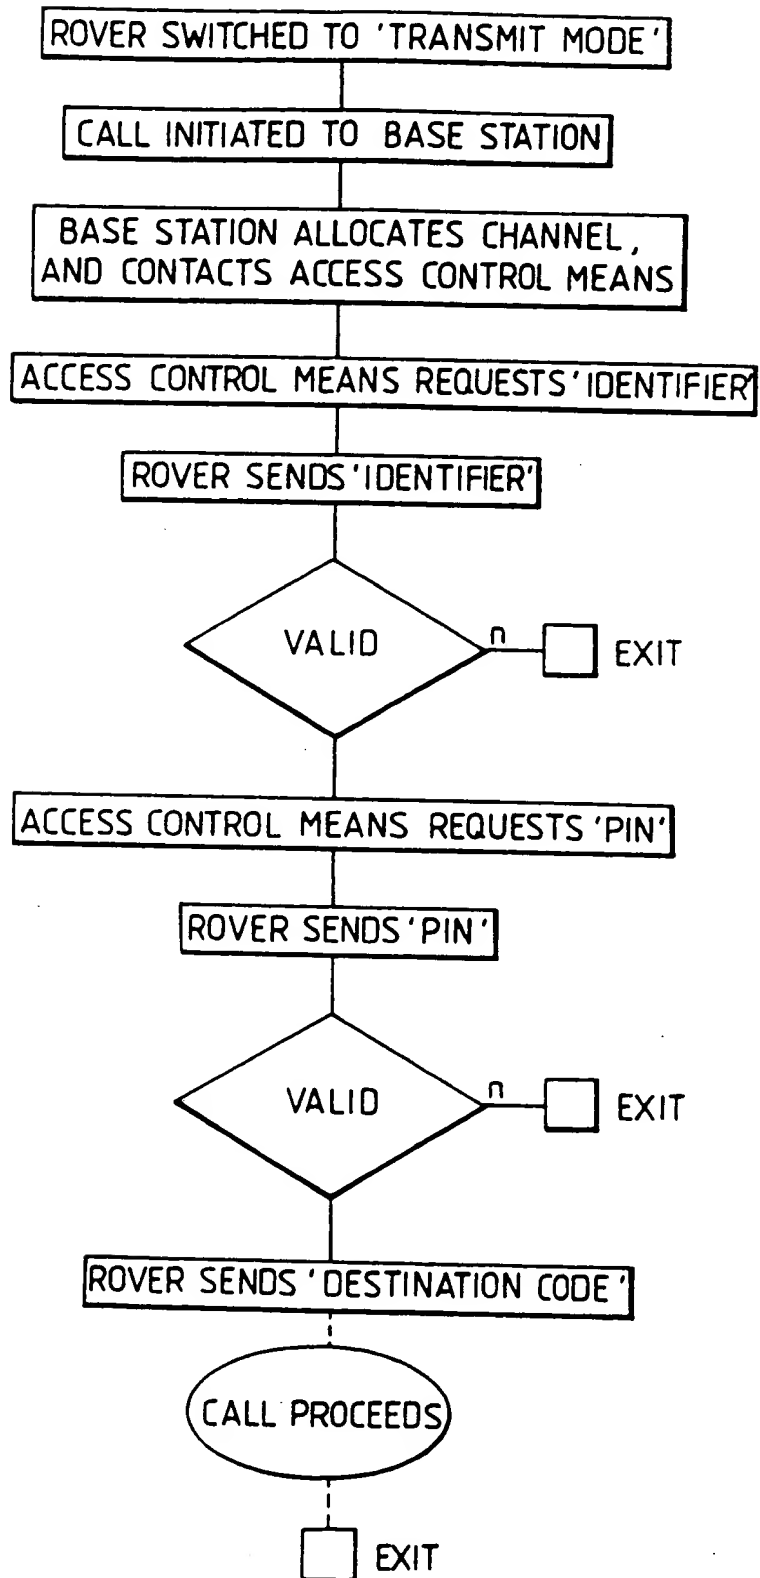 ROVER SWITCHED TO 'TRANSMIT MODE'
CALL INITIATED TO BASE STATION
BASE STATION ALLOCATES CHANNEL,
AND CONTACTS ACCESS CONTROL MEANS
ACCESS CONTROL MEANS REQUESTS 'IDENTIFIER'
ROVER SENDS 'IDENTIFIER'
VALID
n
EXIT
ACCESS CONTROL MEANS REQUESTS 'PIN'
ROVER SENDS 'PIN'
VALID
n
EXIT
ROVER SENDS 'DESTINATION CODE'
CALL PROCEEDS
EXIT